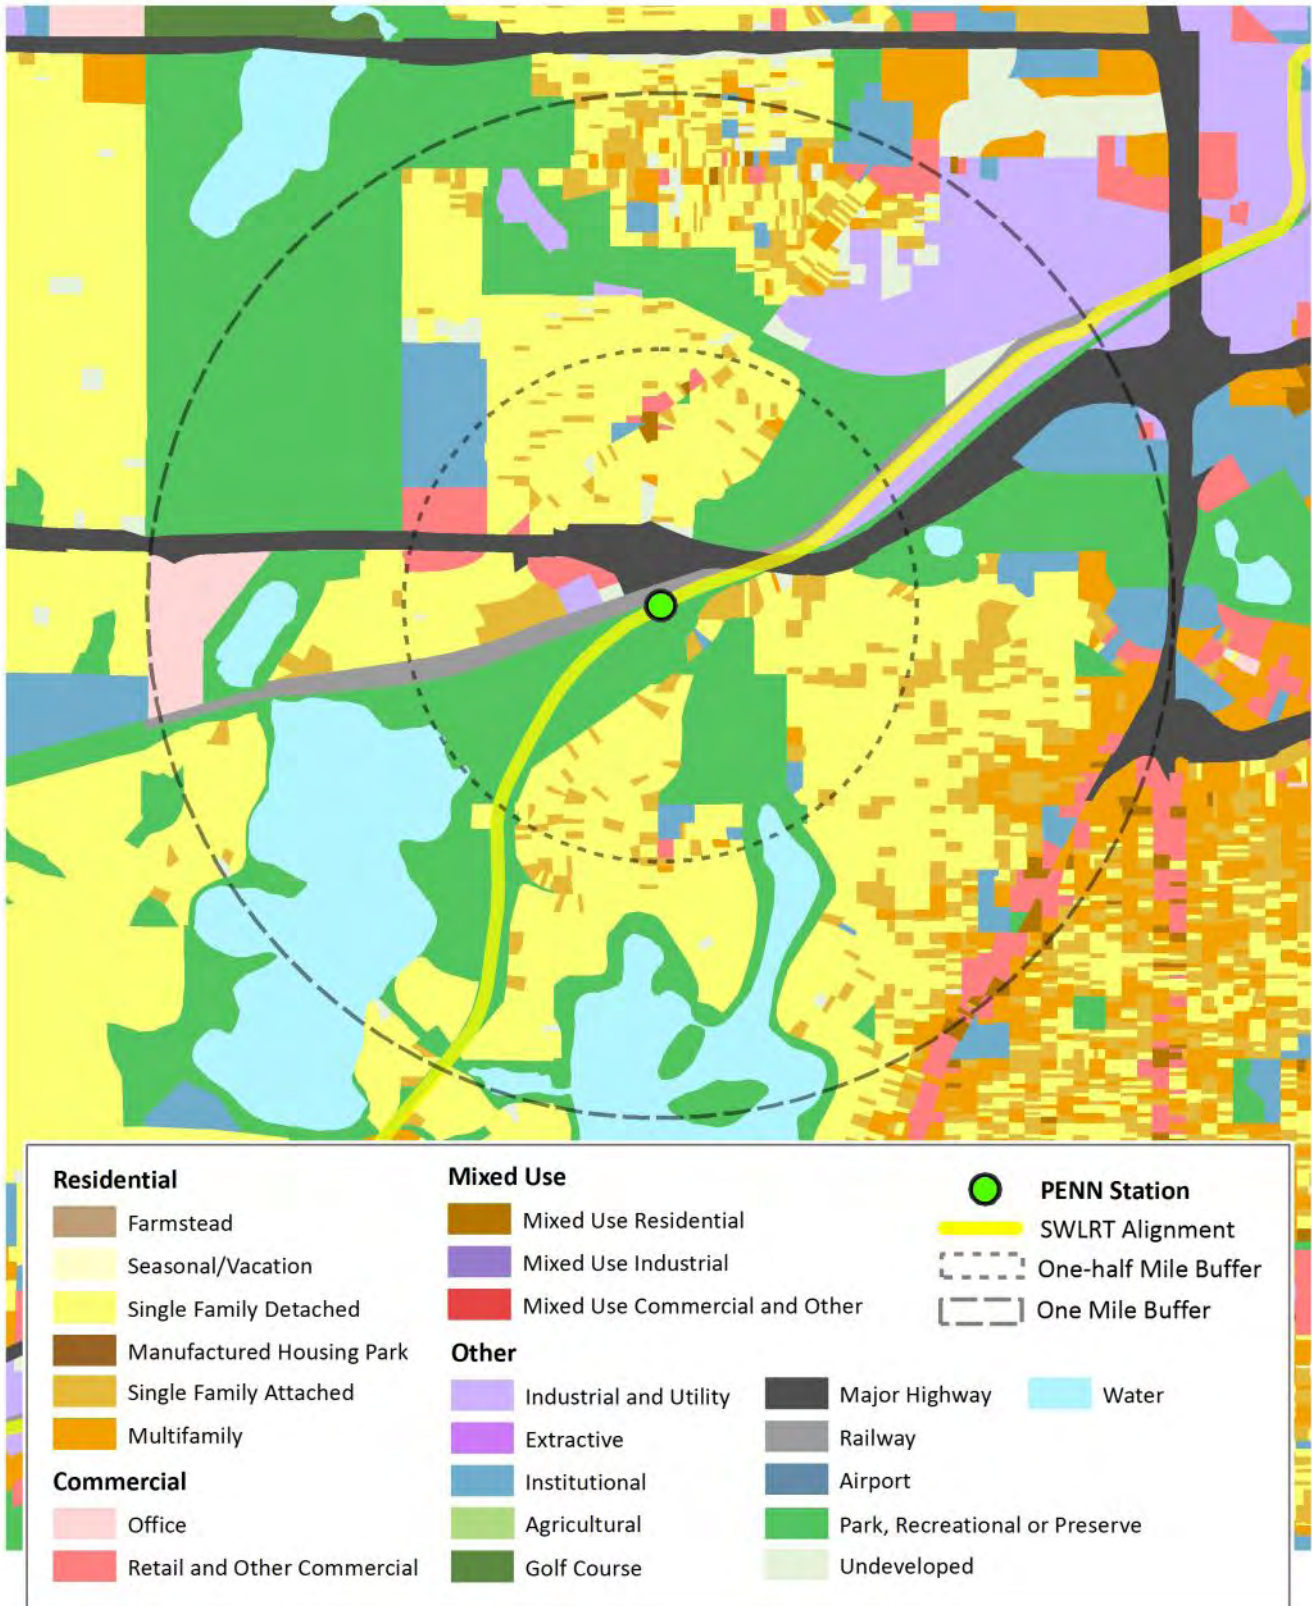 Residential
Farmstead
Seasonal/Vacation
Single Family Detached
Manufactured Housing Park
Single Family Attached
Multifamily
Commercial
Office
Retail and Other Commercial
Mixed Use
Mixed Use Residential
Mixed Use Industrial
Mixed Use Commercial and Other
Other
Industrial and Utility
Extractive
Institutional
Agricultural
Golf Course
Major Highway
Railway
Airport
Park, Recreational or Preserve
Undeveloped
Water
PENN Station
SWLRT Alignment
One-half Mile Buffer
One Mile Buffer